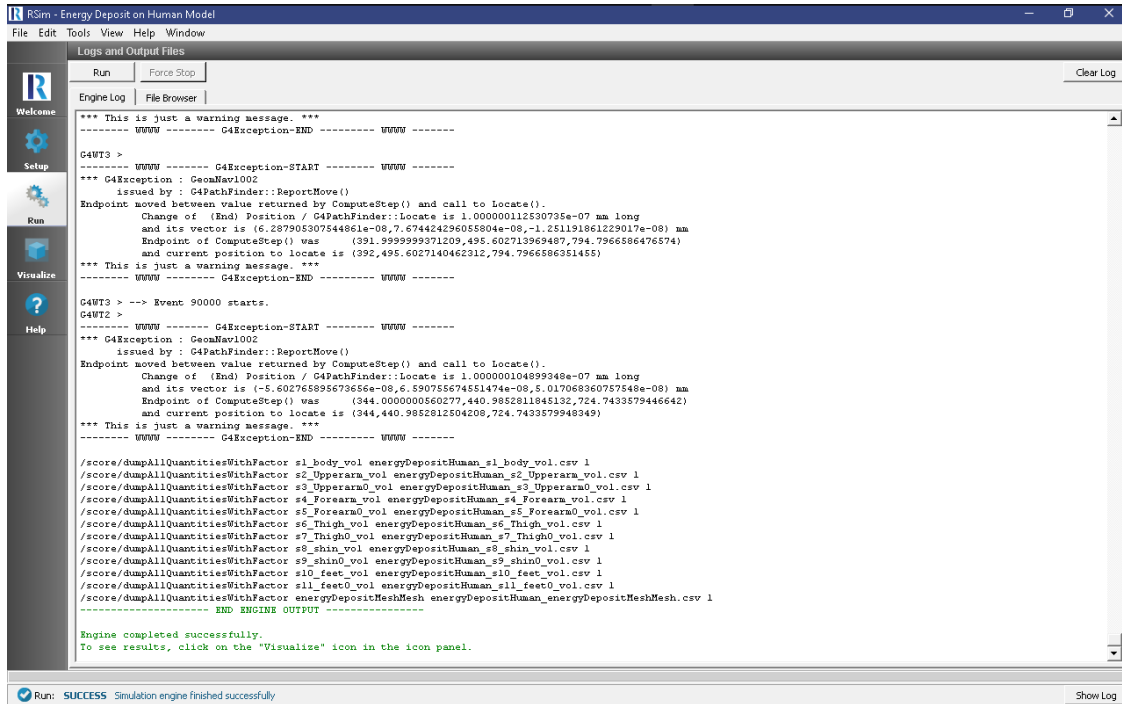 RSim - Energy Deposit on Human Model
File Edit Tools View Help Window
Logs and Output Files
Run Force Stop Clear Log
Engine Log File Browser
Welcome
Setup
Run
Visualize
Help
*** This is just a warning message. ***
-------- WWWW -------- G4Exception-END --------- WWWW -------
G4WT3 >
-------- WWWW ------- G4Exception-START -------- WWWW -------
*** G4Exception : GeomNav1002
issued by : G4PathFinder::ReportMove()
Endpoint moved between value returned by ComputeStep() and call to Locate().
Change of (End) Position / G4PathFinder::Locate is 1.000000112530735e-07 mm long
and its vector is (6.287905307544861e-08,7.674424296055804e-08,-1.251191861229017e-08) mm
Endpoint of ComputeStep() was (391.9999999371209,495.602713969487,794.7966586476574)
and current position to locate is (392,495.6027140462312,794.7966586351455)
*** This is just a warning message. ***
-------- WWWW -------- G4Exception-END --------- WWWW -------
G4WT3 > --> Event 90000 starts.
G4WT2 >
-------- WWWW ------- G4Exception-START -------- WWWW -------
*** G4Exception : GeomNav1002
issued by : G4PathFinder::ReportMove()
Endpoint moved between value returned by ComputeStep() and call to Locate().
Change of (End) Position / G4PathFinder::Locate is 1.000000104899348e-07 mm long
and its vector is (-5.602765895673656e-08,6.590755674551474e-08,5.017068360757548e-08) mm
Endpoint of ComputeStep() was (344.0000000560277,440.9852811845132,724.7433579446642)
and current position to locate is (344,440.9852812504208,724.7433579948349)
*** This is just a warning message. ***
-------- WWWW -------- G4Exception-END --------- WWWW -------
/score/dumpAllQuantitiesWithFactor s1_body_vol energyDepositHuman_s1_body_vol.csv 1
/score/dumpAllQuantitiesWithFactor s2_Upperarm_vol energyDepositHuman_s2_Upperarm_vol.csv 1
/score/dumpAllQuantitiesWithFactor s3_Upperarm0_vol energyDepositHuman_s3_Upperarm0_vol.csv 1
/score/dumpAllQuantitiesWithFactor s4_Forearm_vol energyDepositHuman_s4_Forearm_vol.csv 1
/score/dumpAllQuantitiesWithFactor s5_Forearm0_vol energyDepositHuman_s5_Forearm0_vol.csv 1
/score/dumpAllQuantitiesWithFactor s6_Thigh_vol energyDepositHuman_s6_Thigh_vol.csv 1
/score/dumpAllQuantitiesWithFactor s7_Thigh0_vol energyDepositHuman_s7_Thigh0_vol.csv 1
/score/dumpAllQuantitiesWithFactor s8_shin_vol energyDepositHuman_s8_shin_vol.csv 1
/score/dumpAllQuantitiesWithFactor s9_shin0_vol energyDepositHuman_s9_shin0_vol.csv 1
/score/dumpAllQuantitiesWithFactor s10_feet_vol energyDepositHuman_s10_feet_vol.csv 1
/score/dumpAllQuantitiesWithFactor s11_feet0_vol energyDepositHuman_s11_feet0_vol.csv 1
/score/dumpAllQuantitiesWithFactor energyDepositMeshMesh energyDepositHuman_energyDepositMeshMesh.csv 1
-------------------- END ENGINE OUTPUT ---------------
Engine completed successfully.
To see results, click on the "Visualize" icon in the icon panel.
Run: SUCCESS Simulation engine finished successfully Show Log